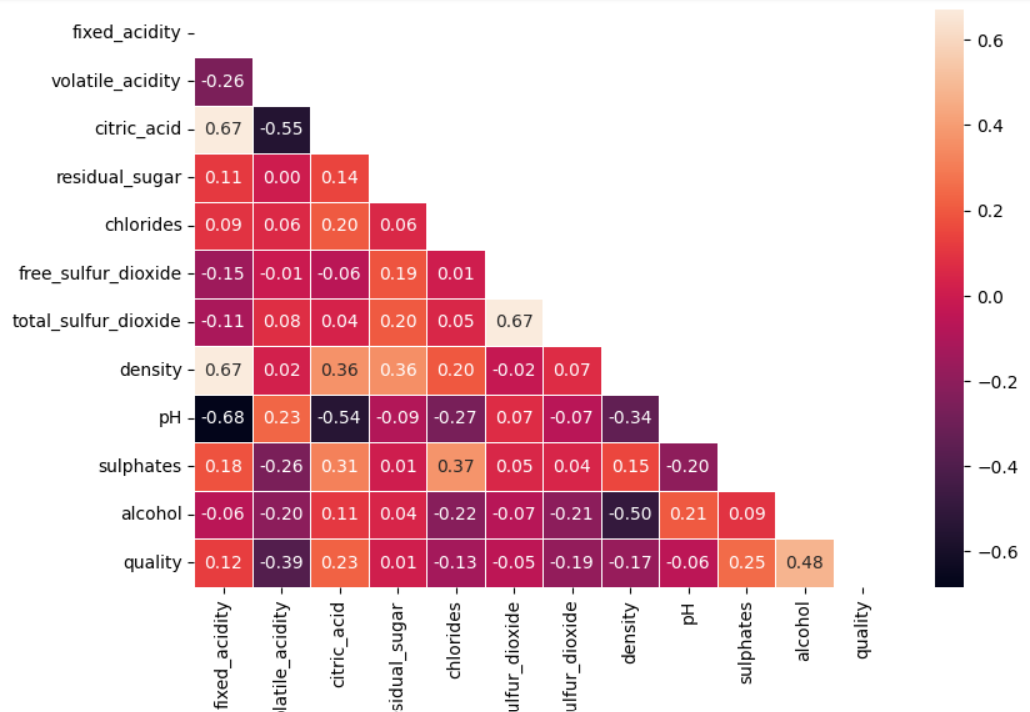 fixed_acidity
volatile_acidity -0.26
citric_acid 0.67 -0.55
residual_sugar 0.11 0.00 0.14
chlorides 0.09 0.06 0.20 0.06
free_sulfur_dioxide -0.15 -0.01 -0.06 0.19 0.01
total_sulfur_dioxide -0.11 0.08 0.04 0.20 0.05 0.67
density 0.67 0.02 0.36 0.36 0.20 -0.02 0.07
pH -0.68 0.23 -0.54 -0.09 -0.27 0.07 -0.07 -0.34
sulphates 0.18 -0.26 0.31 0.01 0.37 0.05 0.04 0.15 -0.20
alcohol -0.06 -0.20 0.11 0.04 -0.22 -0.07 -0.21 -0.50 0.21 0.09
quality 0.12 -0.39 0.23 0.01 -0.13 -0.05 -0.19 -0.17 -0.06 0.25 0.48
fixed_acidity
latile_acidity
citric_acid
sidual_sugar
chlorides
ulfur_dioxide
ulfur_dioxide
density
pH
sulphates
alcohol
quality
0.6
0.4
0.2
0.0
−0.2
−0.4
−0.6